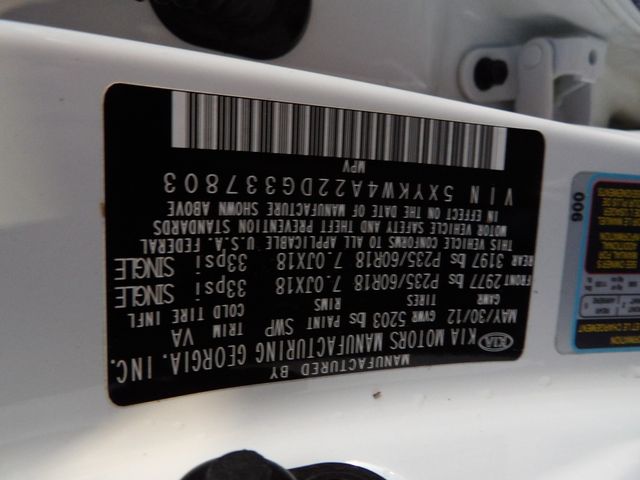 MANUFACTURED BY
KIA KIA MOTORS MANUFACTURING GEORGIA, INC.
MAY/30/12 GVWR 5203 lbs PAINT SWP TRIM VA
GAWR TIRES RIMS COLD TIRE INFL
FRONT 2977 lbs P235/60R18 7.0JX18 33psi SINGLE
REAR 3197 lbs P235/60R18 7.0JX18 33psi SINGLE
THIS VEHICLE CONFORMS TO ALL APPLICABLE U.S.A. FEDERAL
MOTOR VEHICLE SAFETY AND THEFT PREVENTION STANDARDS
IN EFFECT ON THE DATE OF MANUFACTURE SHOWN ABOVE
VIN 5XYKW4A22DG337803
MPV
006